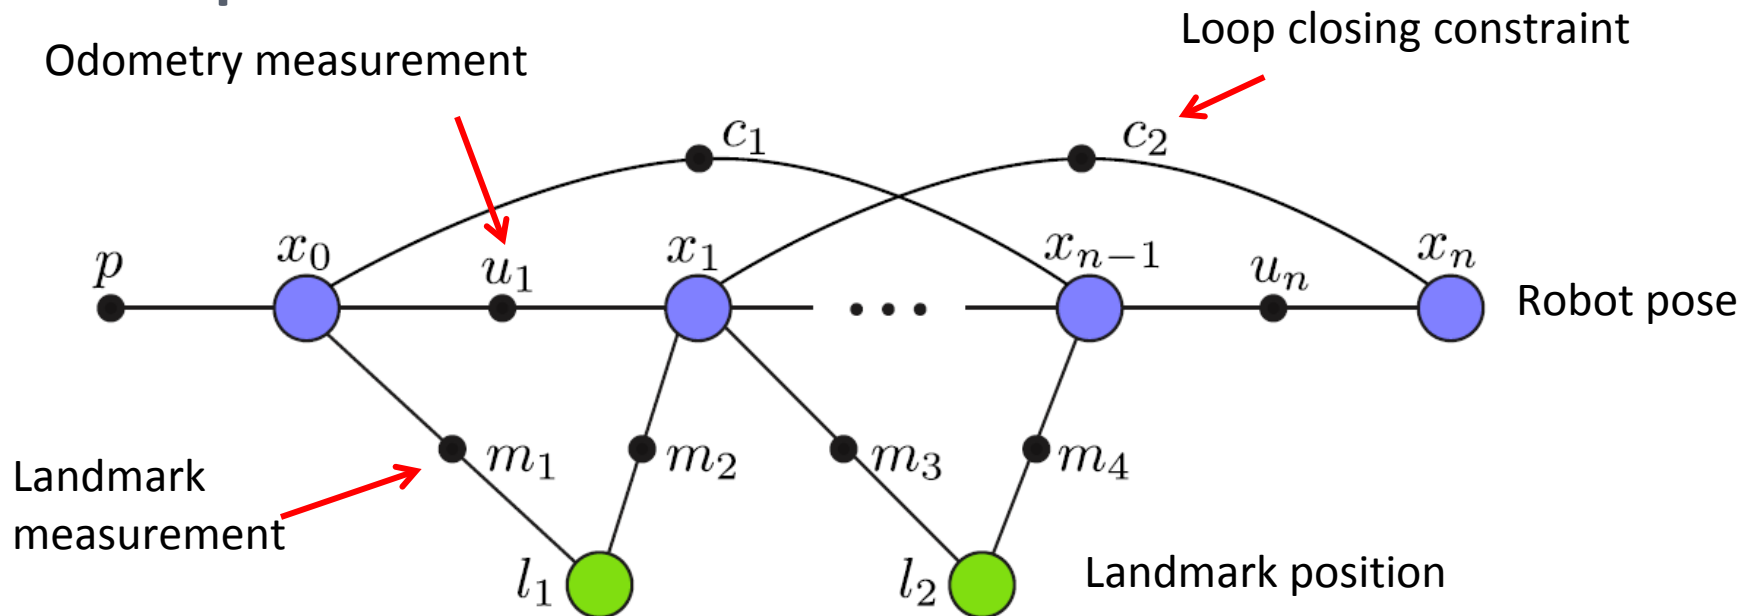 Loop closing constraint
Odometry measurement
c₁
c₂
p
x₀
u₁
x₁
• • •
xₙ₋₁
uₙ
xₙ
Robot pose
m₁
m₂
m₃
m₄
Landmark
measurement
l₁
l₂
Landmark position